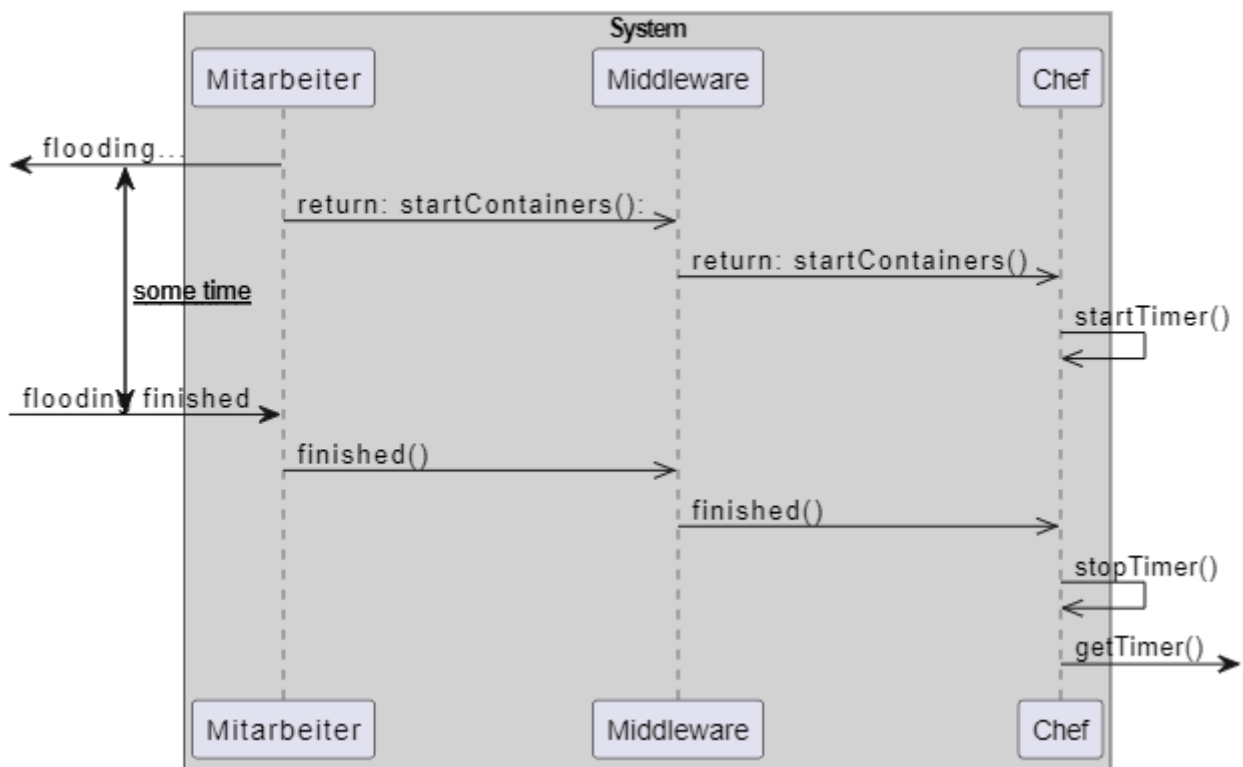 System
Mitarbeiter Middleware Chef
flooding...
return: startContainers():
return: startContainers()
some time
startTimer()
flooding finished
finished()
finished()
stopTimer()
getTimer()
Mitarbeiter Middleware Chef